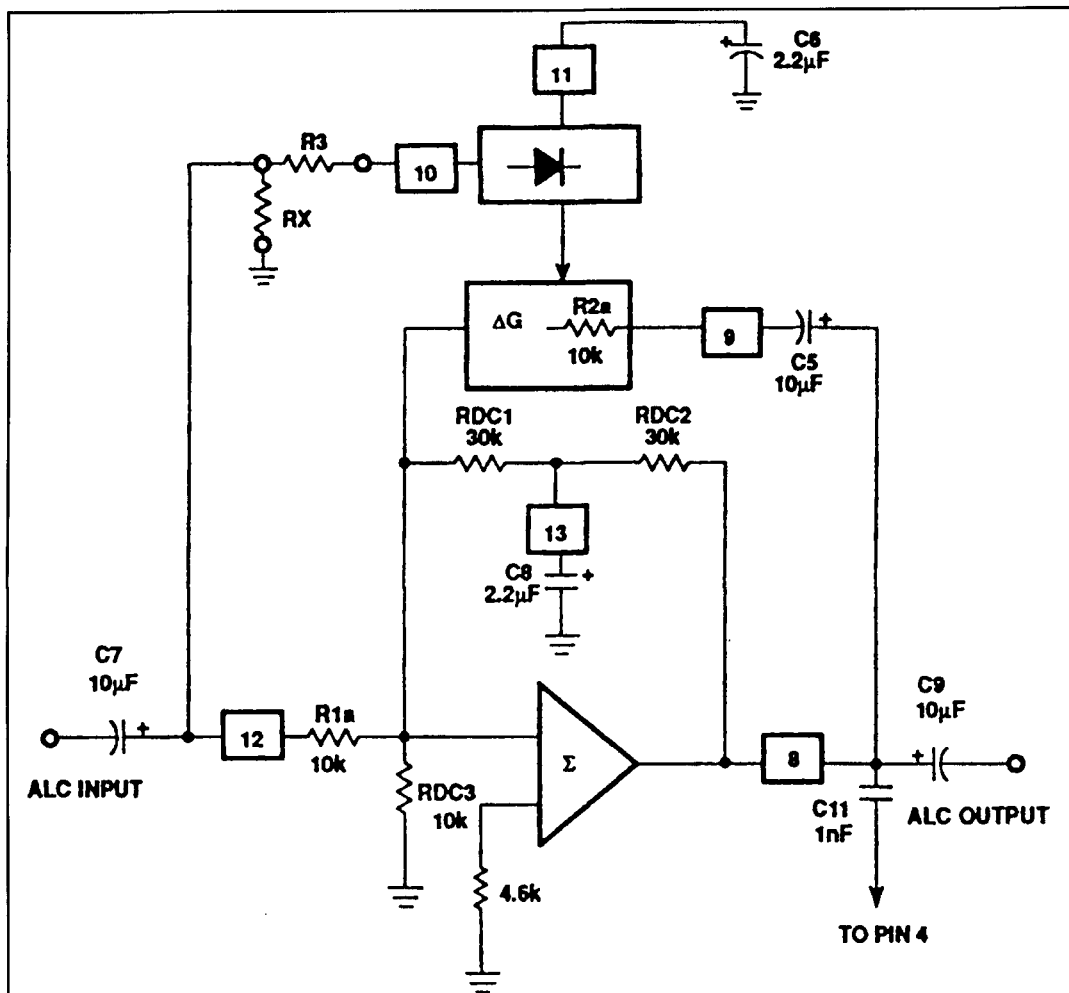 C6
+
2.2µF
11
R3
10
RX
ΔG
R2a
10k
9
+
C5
10µF
RDC1
30k
RDC2
30k
13
C8
+
2.2µF
C7
10µF
+
12
R1a
10k
ALC INPUT
RDC3
10k
Σ
4.6k
8
C9
10µF
+
ALC OUTPUT
C11
1nF
TO PIN 4